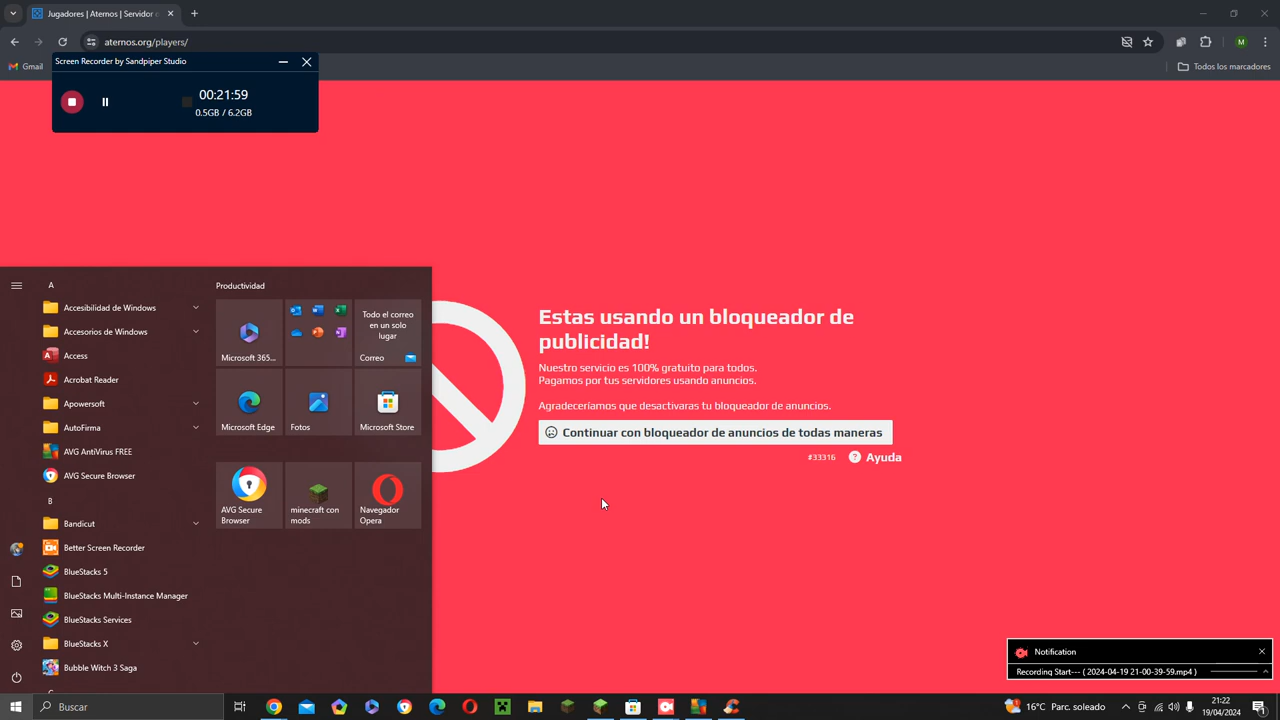 Jugadores | Aternos | Servidor
aternos.org/players/
Gmail
Todos los marcadores
M
Screen Recorder by Sandpiper Studio
00:21:59
0.5GB / 6.2GB
Estas usando un bloqueador de
publicidad!
Nuestro servicio es 100% gratuito para todos.
Pagamos por tus servidores usando anuncios.
Agradeceríamos que desactivaras tu bloqueador de anuncios.
Continuar con bloqueador de anuncios de todas maneras
#33316
? Ayuda
A
Accesibilidad de Windows
Accesorios de Windows
Access
Acrobat Reader
Apowersoft
AutoFirma
AVG AntiVirus FREE
AVG Secure Browser
B
Bandicut
Better Screen Recorder
BlueStacks 5
BlueStacks Multi-Instance Manager
BlueStacks Services
BlueStacks X
Bubble Witch 3 Saga
Productividad
Microsoft 365...
Todo el correo
en un solo
lugar
Correo
Microsoft Edge
Fotos
Microsoft Store
AVG Secure
Browser
minecraft con
mods
Navegador
Opera
Notification
Recording Start--- ( 2024-04-19 21-00-39-59.mp4 )
Buscar
16°C Parc. soleado
21:22
19/04/2024
1